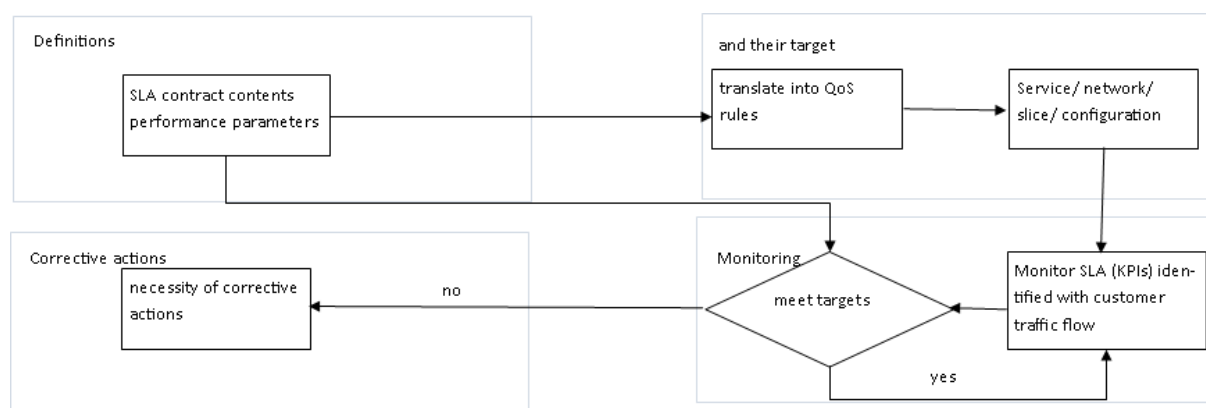 Definitions
SLA contract contents
performance parameters
and their target
translate into QoS
rules
Service/ network/
slice/ configuration
Corrective actions
necessity of corrective
actions
no
Monitoring
meet targets
yes
Monitor SLA (KPIs) iden-
tified with customer
traffic flow